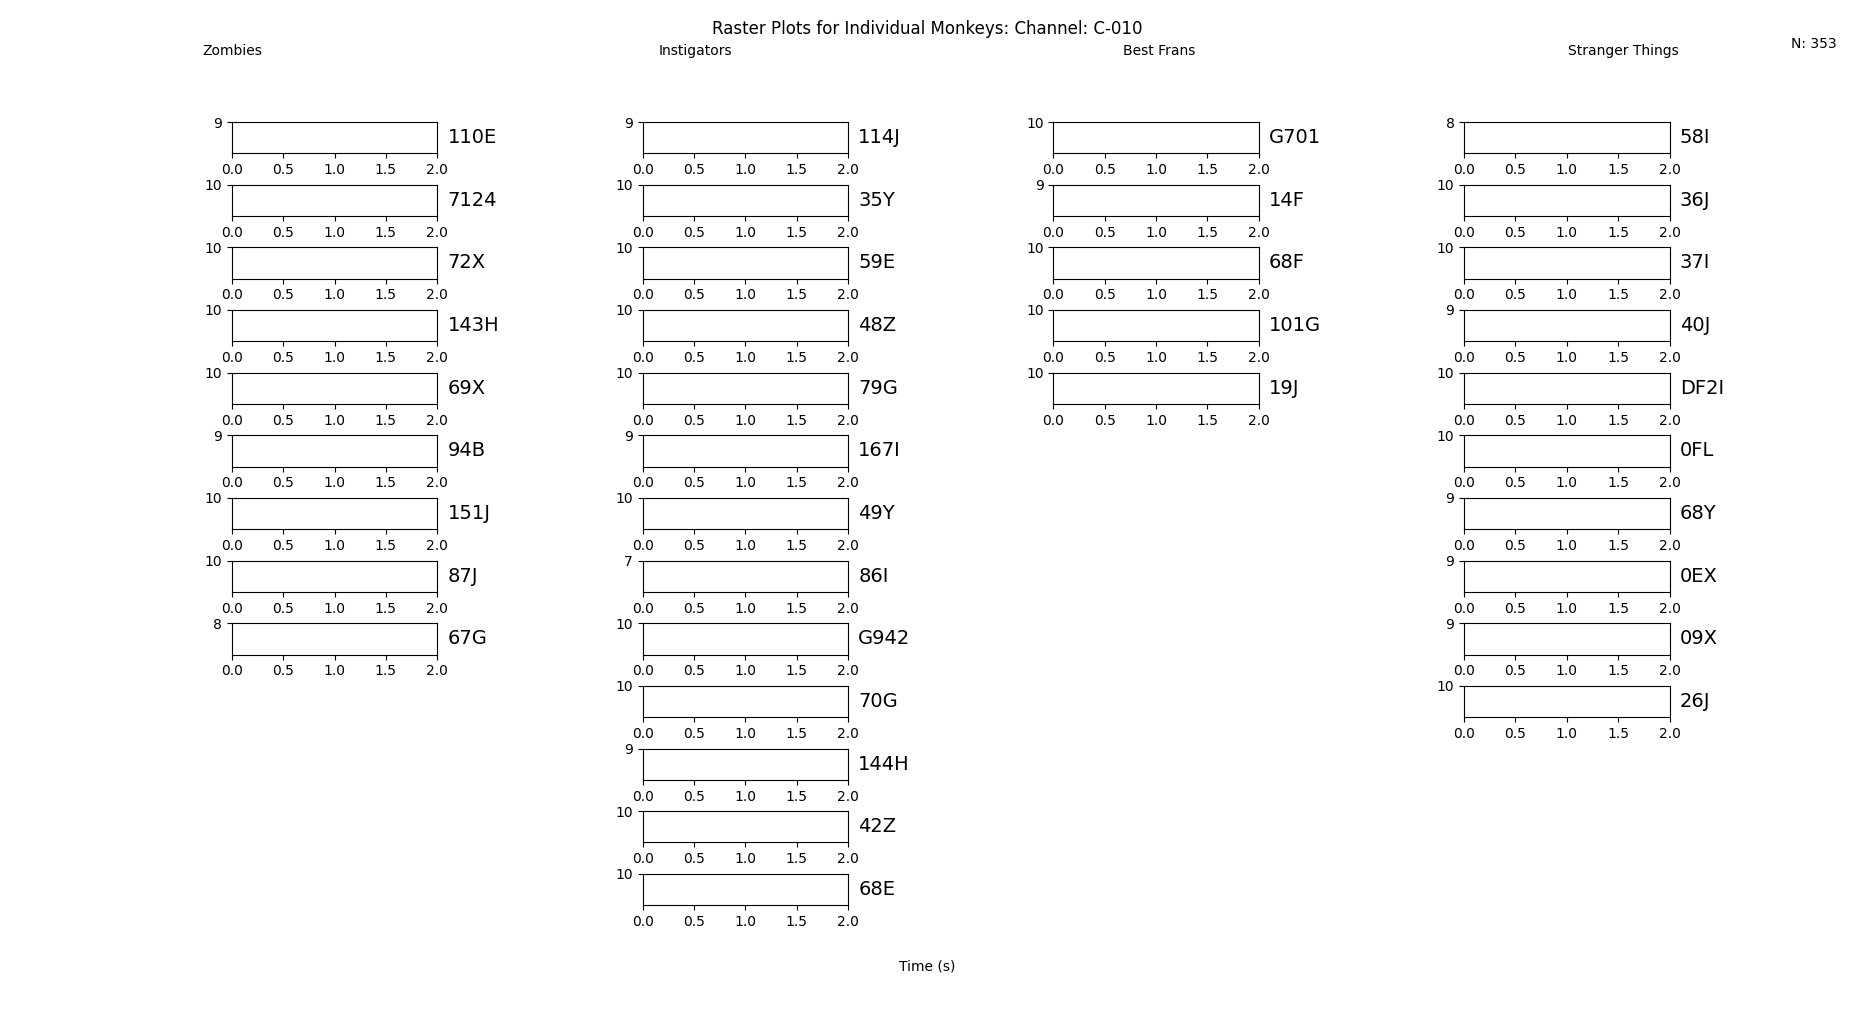 Raster Plots for Individual Monkeys: Channel: C-010
Zombies Instigators Best Frans Stranger Things N: 353
9 110E 9 114J 10 G701 8 58I
0.0 0.5 1.0 1.5 2.0 0.0 0.5 1.0 1.5 2.0 0.0 0.5 1.0 1.5 2.0 0.0 0.5 1.0 1.5 2.0
10 7124 10 35Y 9 14F 10 36J
0.0 0.5 1.0 1.5 2.0 0.0 0.5 1.0 1.5 2.0 0.0 0.5 1.0 1.5 2.0 0.0 0.5 1.0 1.5 2.0
10 72X 10 59E 10 68F 10 37I
0.0 0.5 1.0 1.5 2.0 0.0 0.5 1.0 1.5 2.0 0.0 0.5 1.0 1.5 2.0 0.0 0.5 1.0 1.5 2.0
10 143H 10 48Z 10 101G 9 40J
0.0 0.5 1.0 1.5 2.0 0.0 0.5 1.0 1.5 2.0 0.0 0.5 1.0 1.5 2.0 0.0 0.5 1.0 1.5 2.0
10 69X 10 79G 10 19J 10 DF2I
0.0 0.5 1.0 1.5 2.0 0.0 0.5 1.0 1.5 2.0 0.0 0.5 1.0 1.5 2.0 0.0 0.5 1.0 1.5 2.0
9 94B 9 167I 10 0FL
0.0 0.5 1.0 1.5 2.0 0.0 0.5 1.0 1.5 2.0 0.0 0.5 1.0 1.5 2.0
10 151J 10 49Y 9 68Y
0.0 0.5 1.0 1.5 2.0 0.0 0.5 1.0 1.5 2.0 0.0 0.5 1.0 1.5 2.0
10 87J 7 86I 9 0EX
0.0 0.5 1.0 1.5 2.0 0.0 0.5 1.0 1.5 2.0 0.0 0.5 1.0 1.5 2.0
8 67G 10 G942 9 09X
0.0 0.5 1.0 1.5 2.0 0.0 0.5 1.0 1.5 2.0 0.0 0.5 1.0 1.5 2.0
10 70G 10 26J
0.0 0.5 1.0 1.5 2.0 0.0 0.5 1.0 1.5 2.0
9 144H
0.0 0.5 1.0 1.5 2.0
10 42Z
0.0 0.5 1.0 1.5 2.0
10 68E
0.0 0.5 1.0 1.5 2.0
Time (s)